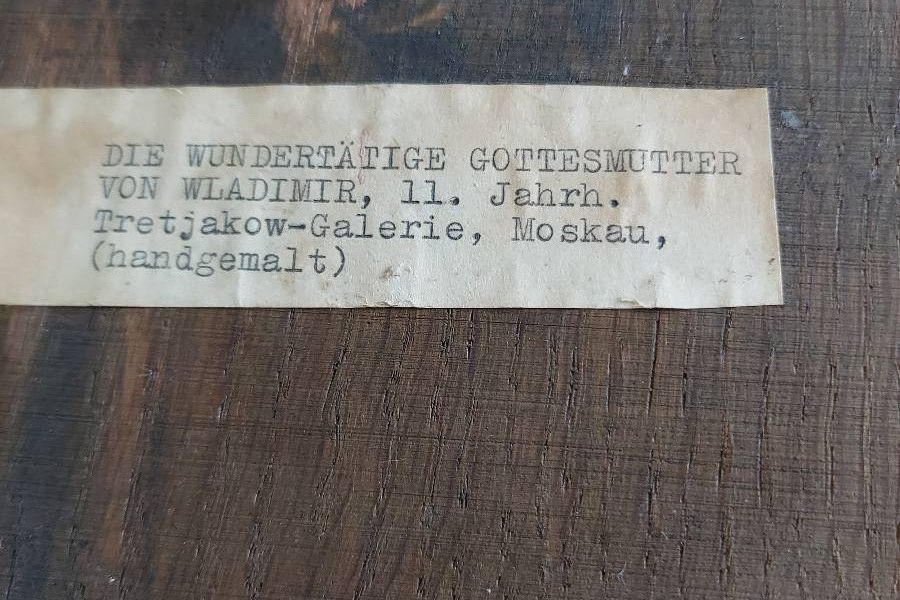 DIE WUNDERTÄTIGE GOTTESMUTTER
VON WLADIMIR, 11. Jahrh.
Tretjakow-Galerie, Moskau,
(handgemalt)